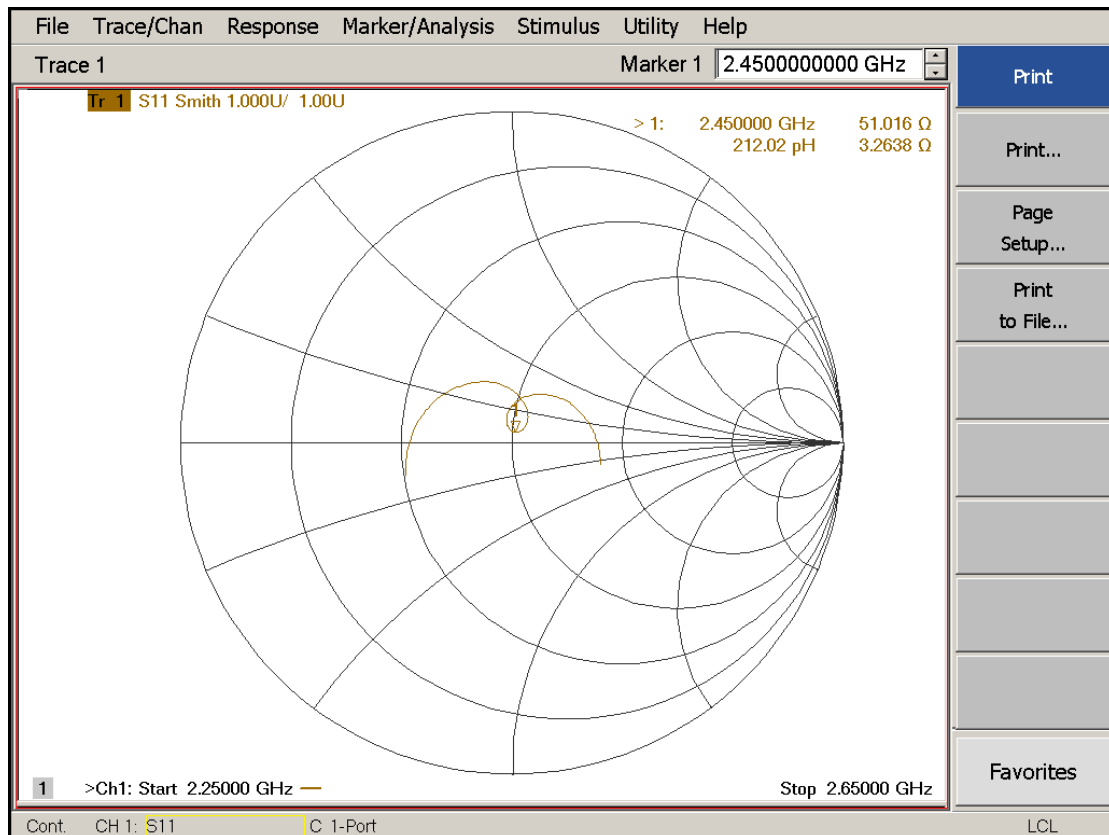 File Trace/Chan Response Marker/Analysis Stimulus Utility Help
Trace 1 Marker 1 2.4500000000 GHz
Tr 1 S11 Smith 1.000U/ 1.00U
> 1: 2.450000 GHz 51.016 Ω
212.02 pH 3.2638 Ω
1
1 >Ch1: Start 2.25000 GHz Stop 2.65000 GHz
Cont. CH 1: S11 C 1-Port LCL
Print
Print...
Page
Setup...
Print
to File...
Favorites